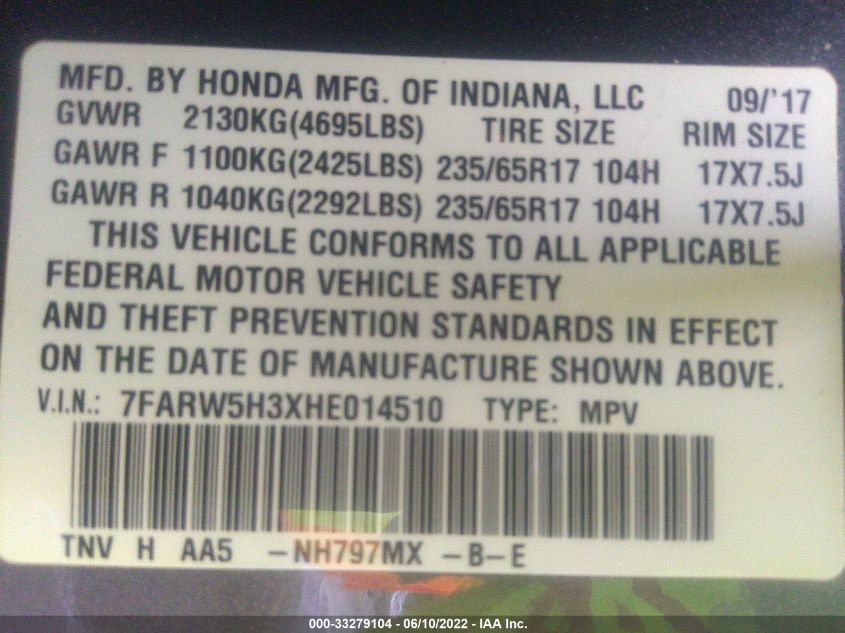 MFD. BY HONDA MFG. OF INDIANA, LLC 09/'17
GVWR 2130KG(4695LBS) TIRE SIZE RIM SIZE
GAWR F 1100KG(2425LBS) 235/65R17 104H 17X7.5J
GAWR R 1040KG(2292LBS) 235/65R17 104H 17X7.5J
THIS VEHICLE CONFORMS TO ALL APPLICABLE
FEDERAL MOTOR VEHICLE SAFETY
AND THEFT PREVENTION STANDARDS IN EFFECT
ON THE DATE OF MANUFACTURE SHOWN ABOVE.
V.I.N.: 7FARW5H3XHE014510 TYPE: MPV
TNV H AA5 -NH797MX -B-E
000-33279104 - 06/10/2022 - IAA Inc.